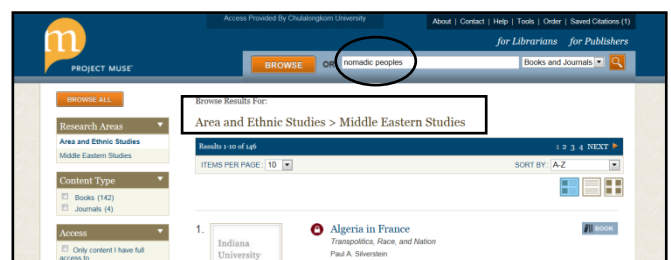 Access Provided By Chulalongkorn University
About | Contact | Help | Tools | Order | Saved Citations (1)
for Librarians for Publishers
m
PROJECT MUSE®
BROWSE OR nomadic peoples Books and Journals
BROWSE ALL
Browse Results For:
Area and Ethnic Studies > Middle Eastern Studies
Research Areas
Area and Ethnic Studies
Middle Eastern Studies
Results 1-10 of 146 1 2 3 4 NEXT
ITEMS PER PAGE: 10 SORT BY: A-Z
Content Type
Books (142)
Journals (4)
Access
Only content I have full
access to
1. Indiana
University
Algeria in France BOOK
Transpolitics, Race, and Nation
Paul A. Silverstein